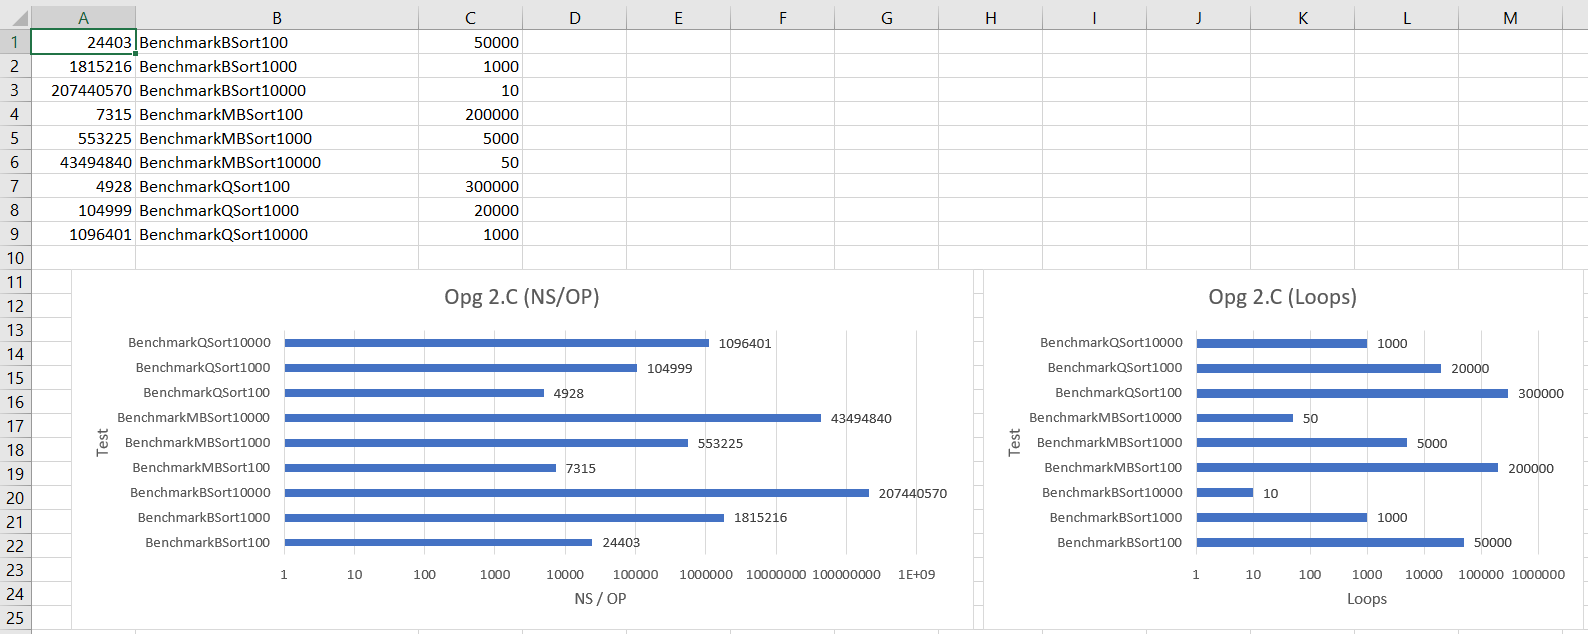 A B C D E F G H I J K L M
1 24403 BenchmarkBSort100 50000
2 1815216 BenchmarkBSort1000 1000
3 207440570 BenchmarkBSort10000 10
4 7315 BenchmarkMBSort100 200000
5 553225 BenchmarkMBSort1000 5000
6 43494840 BenchmarkMBSort10000 50
7 4928 BenchmarkQSort100 300000
8 104999 BenchmarkQSort1000 20000
9 1096401 BenchmarkQSort10000 1000
10
11
12
13
14
15
16
17
18
19
20
21
22
23
24
25
Opg 2.C (NS/OP)
Test
BenchmarkQSort10000 1096401
BenchmarkQSort1000 104999
BenchmarkQSort100 4928
BenchmarkMBSort10000 43494840
BenchmarkMBSort1000 553225
BenchmarkMBSort100 7315
BenchmarkBSort10000 207440570
BenchmarkBSort1000 1815216
BenchmarkBSort100 24403
1 10 100 1000 10000 100000 1000000 10000000 100000000 1E+09
NS / OP
Opg 2.C (Loops)
Test
BenchmarkQSort10000 1000
BenchmarkQSort1000 20000
BenchmarkQSort100 300000
BenchmarkMBSort10000 50
BenchmarkMBSort1000 5000
BenchmarkMBSort100 200000
BenchmarkBSort10000 10
BenchmarkBSort1000 1000
BenchmarkBSort100 50000
1 10 100 1000 10000 100000 1000000
Loops